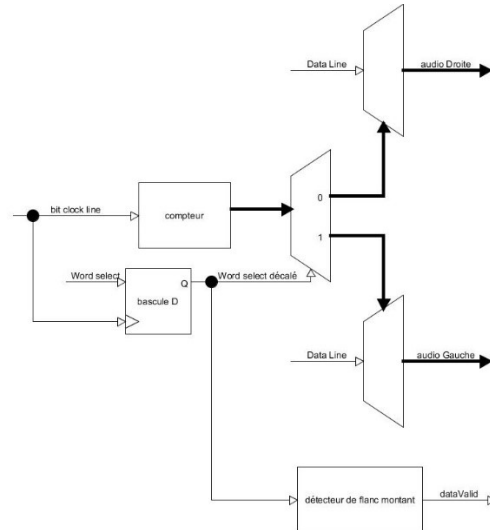 Data Line
audio Droite
bit clock line
compteur
0
1
Word select
Q
Word select décalé
bascule D
Data Line
audio Gauche
détecteur de flanc montant
dataValid